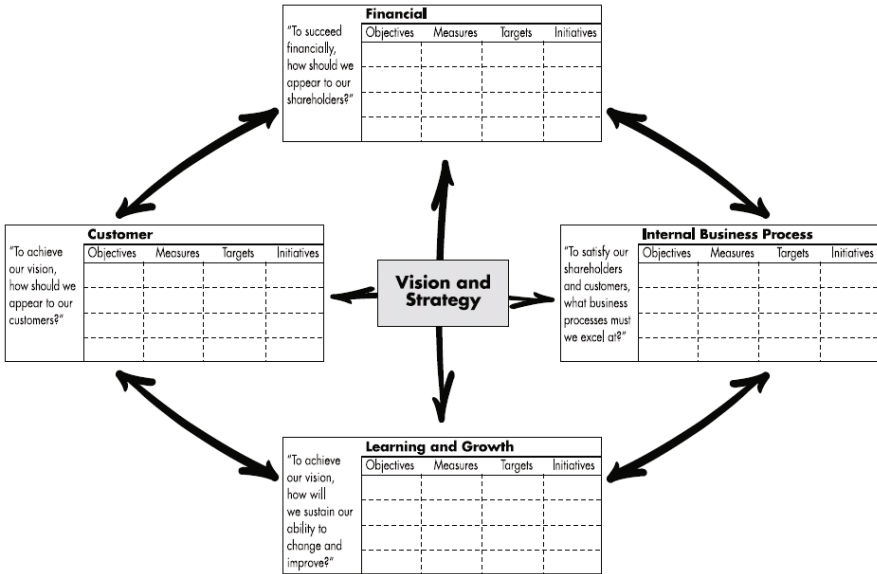 Financial
"To succeed
financially,
how should we
appear to our
shareholders?"
Objectives Measures Targets Initiatives
Customer
"To achieve
our vision,
how should we
appear to our
customers?"
Objectives Measures Targets Initiatives
Vision and
Strategy
Internal Business Process
"To satisfy our
shareholders
and customers,
what business
processes must
we excel at?"
Objectives Measures Targets Initiatives
Learning and Growth
"To achieve
our vision,
how will
we sustain our
ability to
change and
improve?"
Objectives Measures Targets Initiatives